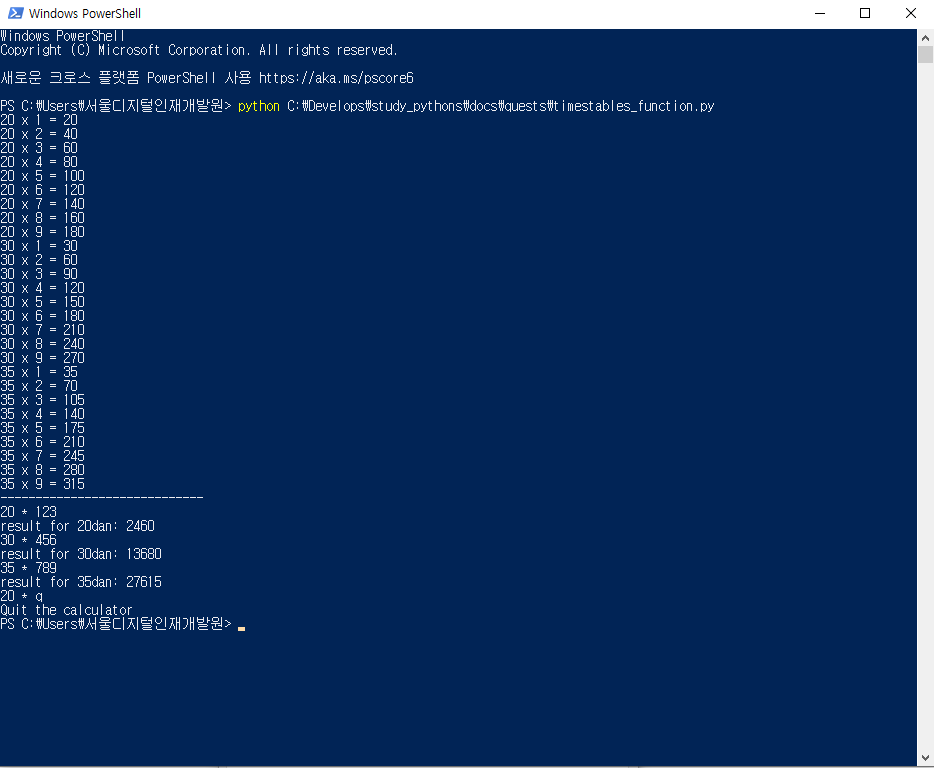 Windows PowerShell
Windows PowerShell
Copyright (C) Microsoft Corporation. All rights reserved.
새로운 크로스 플랫폼 PowerShell 사용 https://aka.ms/pscore6
PS C:₩Users₩서울디지털인재개발원> python C:₩Develops₩study_pythons₩docs₩quests₩timestables_function.py
20 x 1 = 20
20 x 2 = 40
20 x 3 = 60
20 x 4 = 80
20 x 5 = 100
20 x 6 = 120
20 x 7 = 140
20 x 8 = 160
20 x 9 = 180
30 x 1 = 30
30 x 2 = 60
30 x 3 = 90
30 x 4 = 120
30 x 5 = 150
30 x 6 = 180
30 x 7 = 210
30 x 8 = 240
30 x 9 = 270
35 x 1 = 35
35 x 2 = 70
35 x 3 = 105
35 x 4 = 140
35 x 5 = 175
35 x 6 = 210
35 x 7 = 245
35 x 8 = 280
35 x 9 = 315
-----------------------------
20 * 123
result for 20dan: 2460
30 * 456
result for 30dan: 13680
35 * 789
result for 35dan: 27615
20 * q
Quit the calculator
PS C:₩Users₩서울디지털인재개발원>